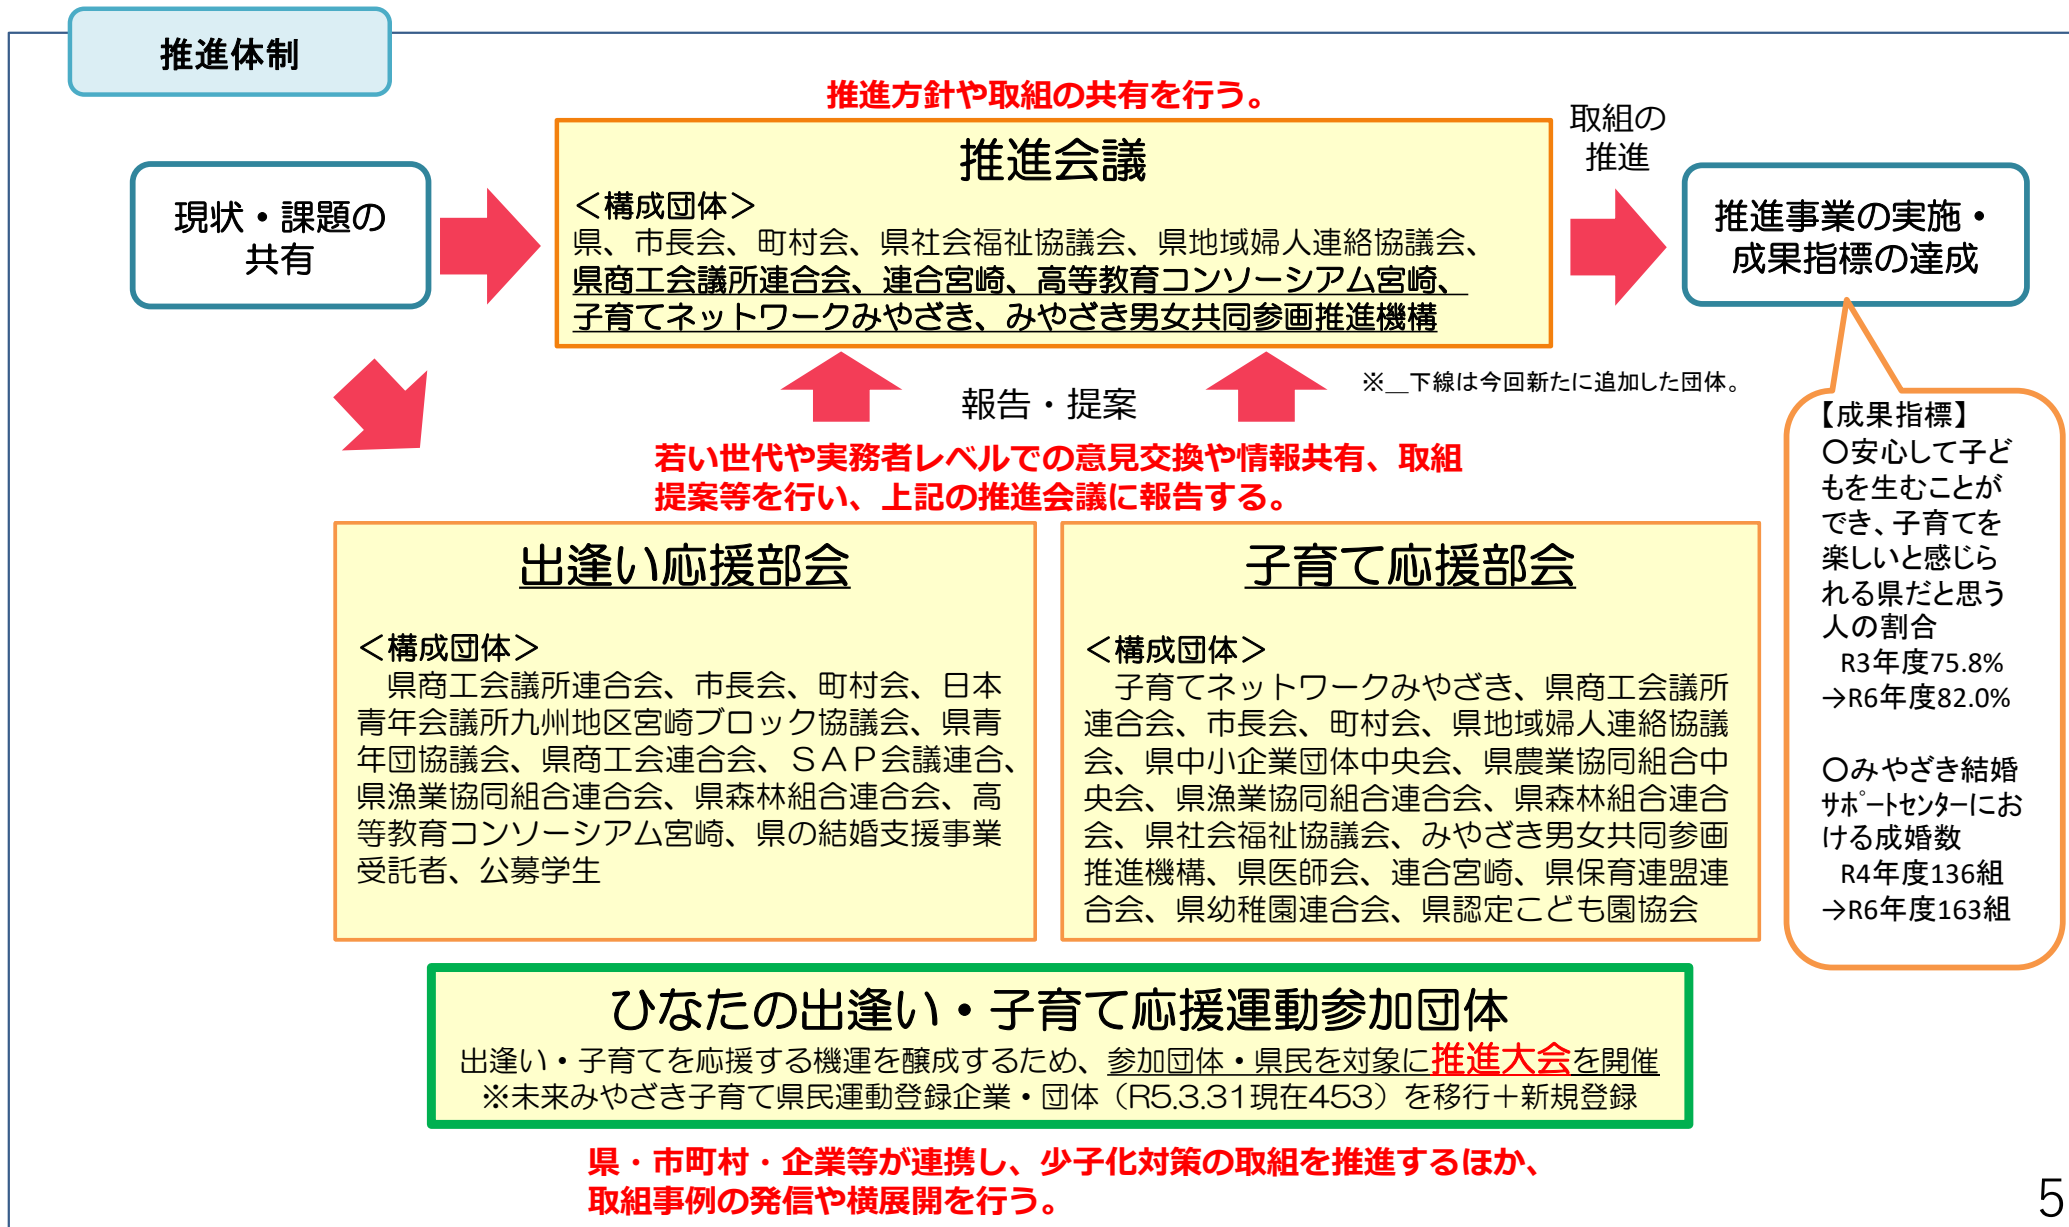 推進体制
推進方針や取組の共有を行う。
現状・課題の
共有
推進会議
＜構成団体＞
県、市長会、町村会、県社会福祉協議会、県地域婦人連絡協議会、
県商工会議所連合会、連合宮崎、高等教育コンソーシアム宮崎、
子育てネットワークみやざき、みやざき男女共同参画推進機構
取組の
推進
推進事業の実施・
成果指標の達成
※__下線は今回新たに追加した団体。
報告・提案
若い世代や実務者レベルでの意見交換や情報共有、取組
提案等を行い、上記の推進会議に報告する。
出逢い応援部会
＜構成団体＞
県商工会議所連合会、市長会、町村会、日本
青年会議所九州地区宮崎ブロック協議会、県青
年団協議会、県商工会連合会、ＳＡＰ会議連合、
県漁業協同組合連合会、県森林組合連合会、高
等教育コンソーシアム宮崎、県の結婚支援事業
受託者、公募学生
子育て応援部会
＜構成団体＞
子育てネットワークみやざき、県商工会議所
連合会、市長会、町村会、県地域婦人連絡協議
会、県中小企業団体中央会、県農業協同組合中
央会、県漁業協同組合連合会、県森林組合連合
会、県社会福祉協議会、みやざき男女共同参画
推進機構、県医師会、連合宮崎、県保育連盟連
合会、県幼稚園連合会、県認定こども園協会
【成果指標】
〇安心して子ど
もを生むことが
でき、子育てを
楽しいと感じら
れる県だと思う
人の割合
R3年度75.8%
→R6年度82.0%
〇みやざき結婚
ｻﾎﾟｰﾄｾﾝﾀｰにお
ける成婚数
R4年度136組
→R6年度163組
ひなたの出逢い・子育て応援運動参加団体
出逢い・子育てを応援する機運を醸成するため、参加団体・県民を対象に推進大会を開催
※未来みやざき子育て県民運動登録企業・団体（R5.3.31現在453）を移行＋新規登録
県・市町村・企業等が連携し、少子化対策の取組を推進するほか、
取組事例の発信や横展開を行う。
5